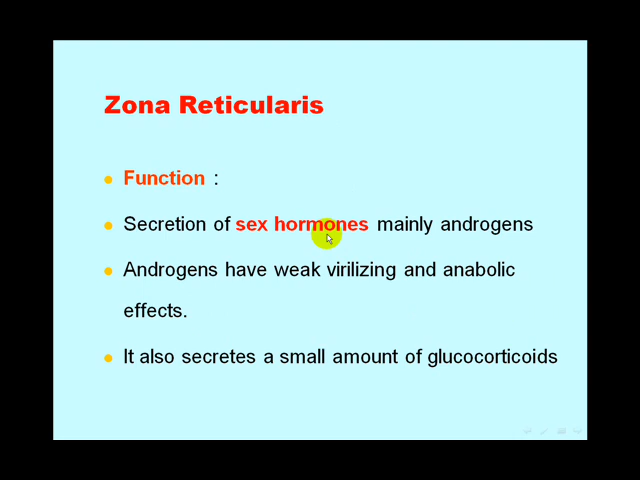 Zona Reticularis
Function :
Secretion of sex hormones mainly androgens
Androgens have weak virilizing and anabolic
effects.
It also secretes a small amount of glucocorticoids